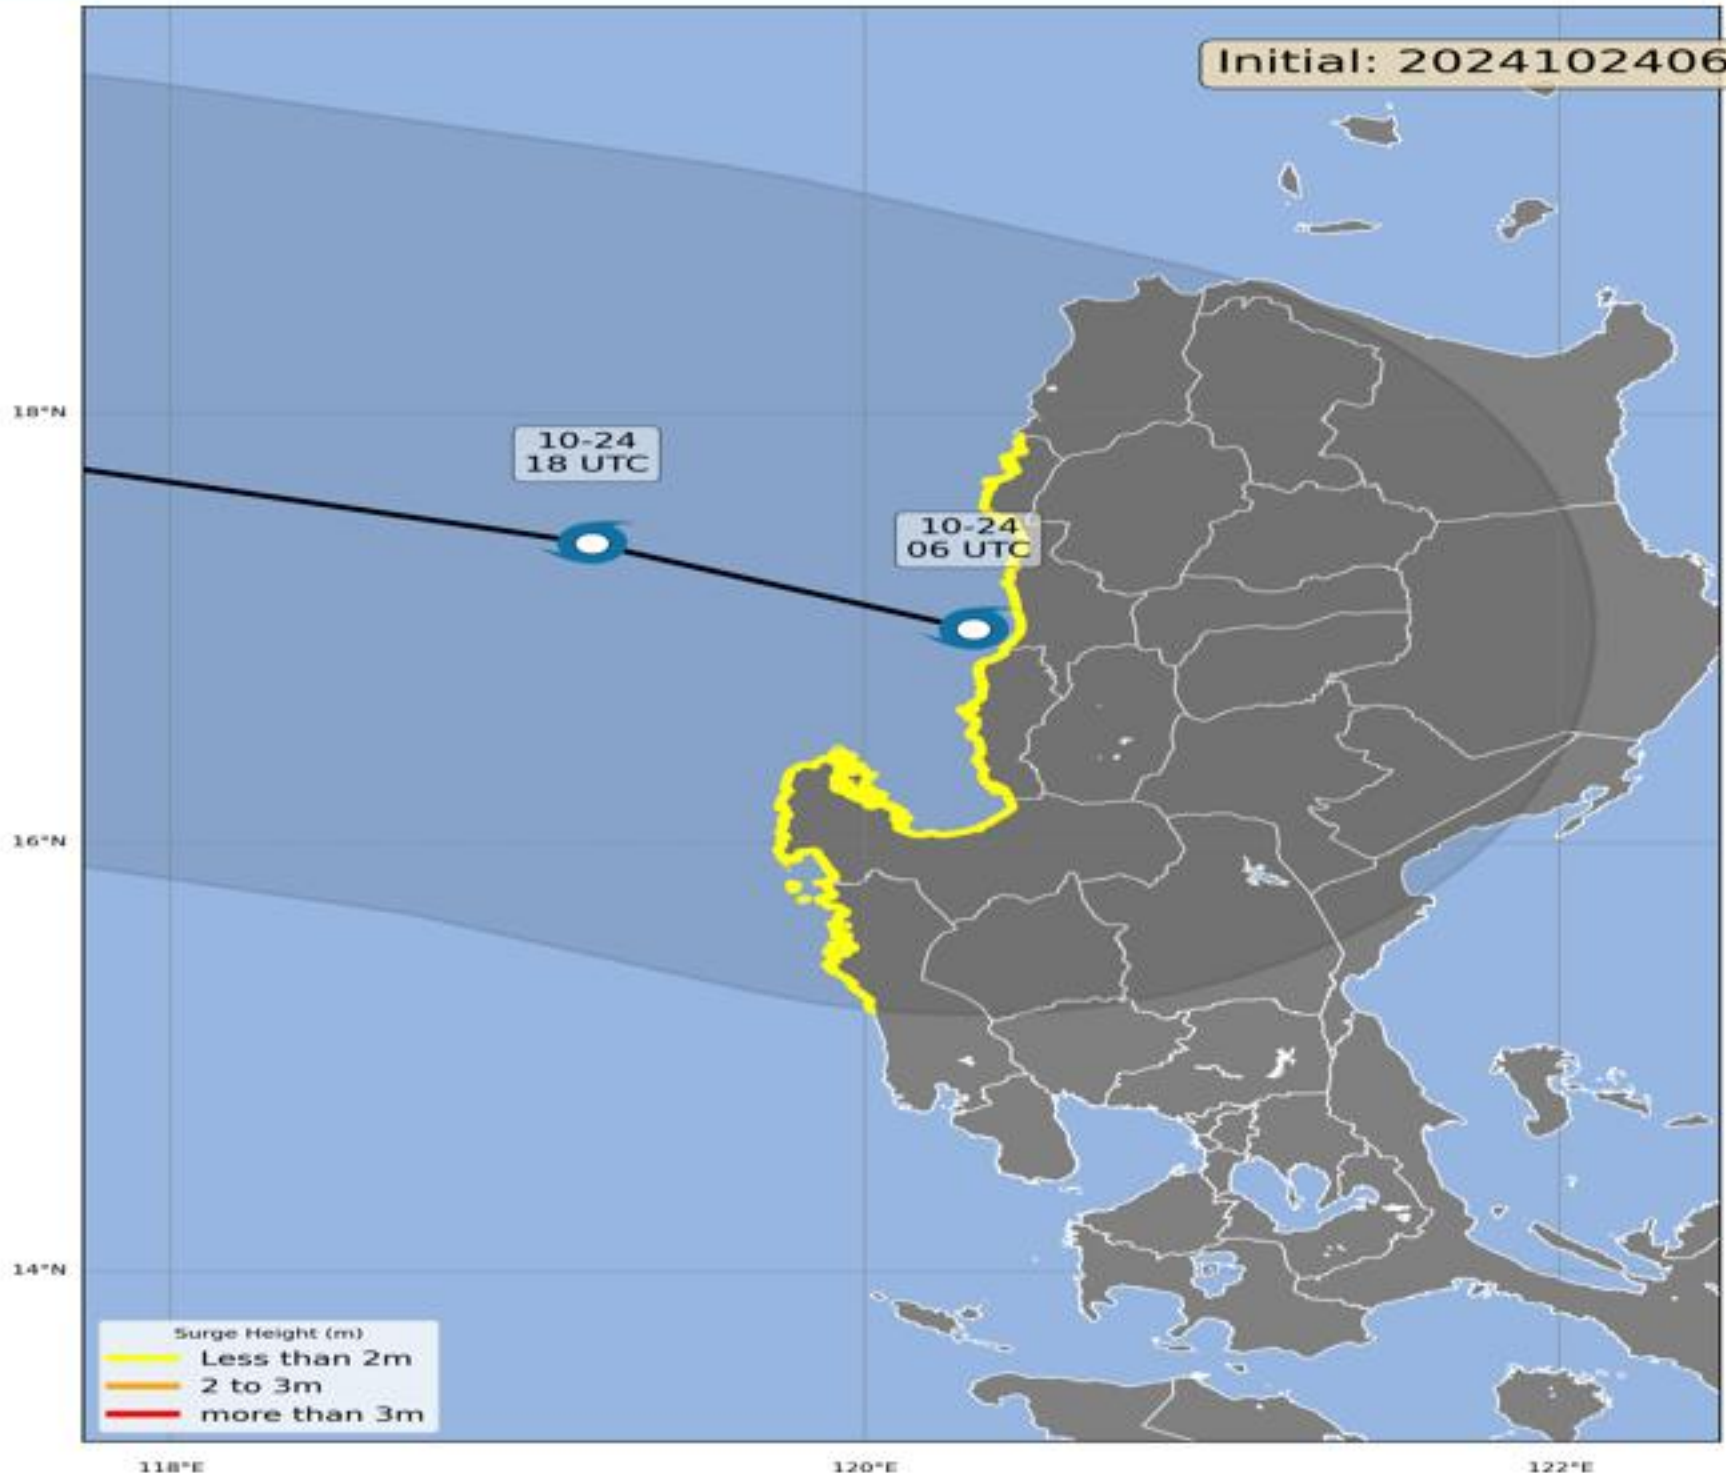 Initial: 2024102406
18°N
10-24
18 UTC
10-24
06 UTC
16°N
14°N
Surge Height (m)
Less than 2m
2 to 3m
more than 3m
118°E
120°E
122°E